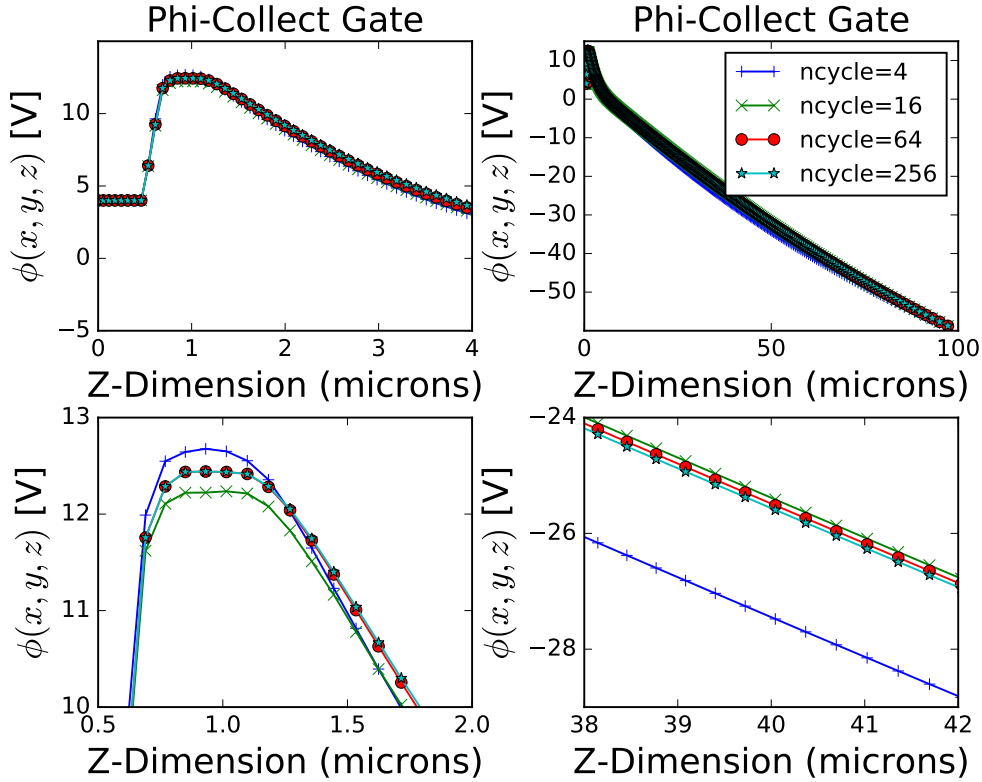 Phi-Collect Gate
ϕ(x, y, z) [V]
10
5
0
−5
0 1 2 3 4
Z-Dimension (microns)
Phi-Collect Gate
ϕ(x, y, z) [V]
10
0
−10
−20
−30
−40
−50
ncycle=4
ncycle=16
ncycle=64
ncycle=256
0 50 100
Z-Dimension (microns)
ϕ(x, y, z) [V]
13
12
11
10
0.5 1.0 1.5 2.0
Z-Dimension (microns)
ϕ(x, y, z) [V]
−24
−26
−28
38 39 40 41 42
Z-Dimension (microns)